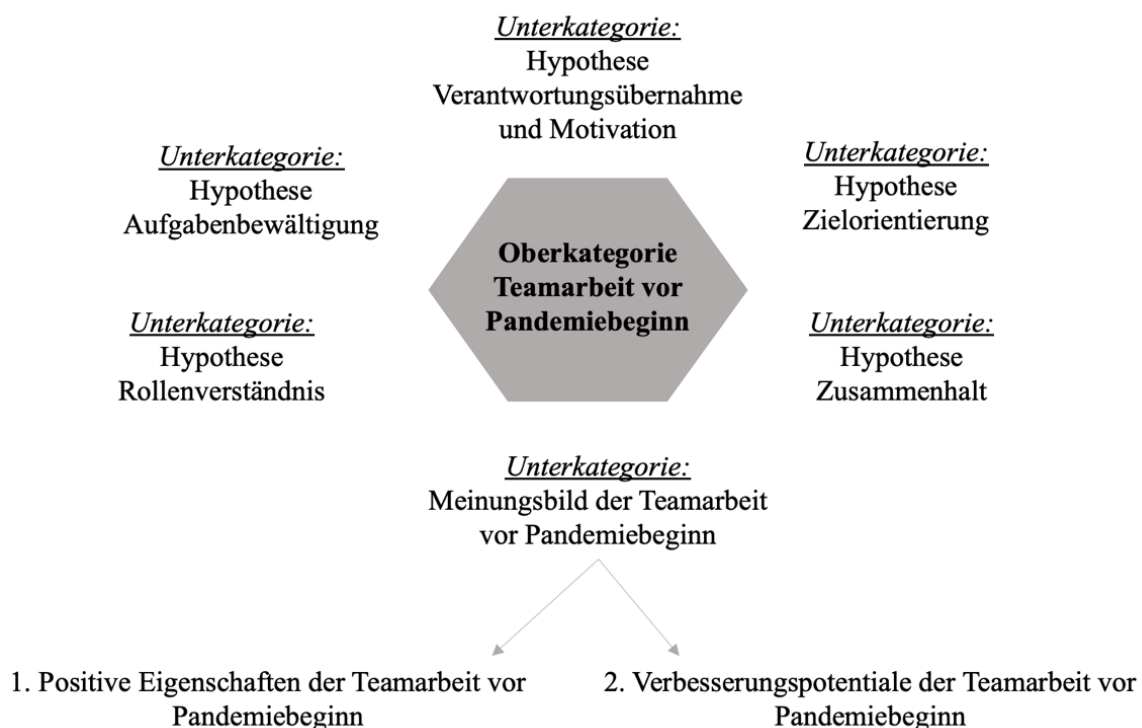 Unterkategorie:
Hypothese
Verantwortungsübernahme
und Motivation
Unterkategorie:
Hypothese
Aufgabenbewältigung
Unterkategorie:
Hypothese
Zielorientierung
Oberkategorie
Teamarbeit vor
Pandemiebeginn
Unterkategorie:
Hypothese
Rollenverständnis
Unterkategorie:
Hypothese
Zusammenhalt
Unterkategorie:
Meinungsbild der Teamarbeit
vor Pandemiebeginn
1. Positive Eigenschaften der Teamarbeit vor
Pandemiebeginn
2. Verbesserungspotentiale der Teamarbeit vor
Pandemiebeginn